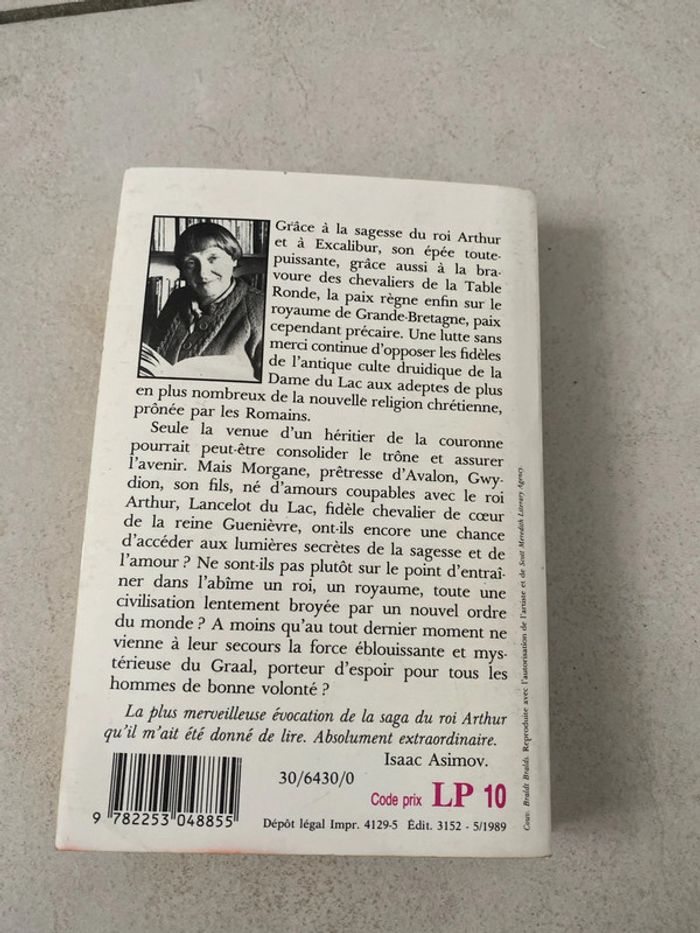 Grâce à la sagesse du roi Arthur
et à Excalibur, son épée toute-
puissante, grâce aussi à la bra-
voure des chevaliers de la Table
Ronde, la paix règne enfin sur le
royaume de Grande-Bretagne, paix
cependant précaire. Une lutte sans
merci continue d'opposer les fidèles
de l'antique culte druidique de la
Dame du Lac aux adeptes de plus
en plus nombreux de la nouvelle religion chrétienne,
prônée par les Romains.
Seule la venue d'un héritier de la couronne
pourrait peut-être consolider le trône et assurer
l'avenir. Mais Morgane, prêtresse d'Avalon, Gwy-
dion, son fils, né d'amours coupables avec le roi
Arthur, Lancelot du Lac, fidèle chevalier de cœur
de la reine Guenièvre, ont-ils encore une chance
d'accéder aux lumières secrètes de la sagesse et de
l'amour ? Ne sont-ils pas plutôt sur le point d'entraî-
ner dans l'abîme un roi, un royaume, toute une
civilisation lentement broyée par un nouvel ordre
du monde ? A moins qu'au tout dernier moment ne
vienne à leur secours la force éblouissante et mys-
térieuse du Graal, porteur d'espoir pour tous les
hommes de bonne volonté ?
La plus merveilleuse évocation de la saga du roi Arthur
qu'il m'ait été donné de lire. Absolument extraordinaire.
Isaac Asimov.
30/6430/0
Code prix LP 10
9 782253 048855
Dépôt légal Impr. 4129-5 Édit. 3152 - 5/1989
Couv. Braldt Bralds. Reproduite avec l'autorisation de l'artiste et de Scott Meredith Literary Agency.